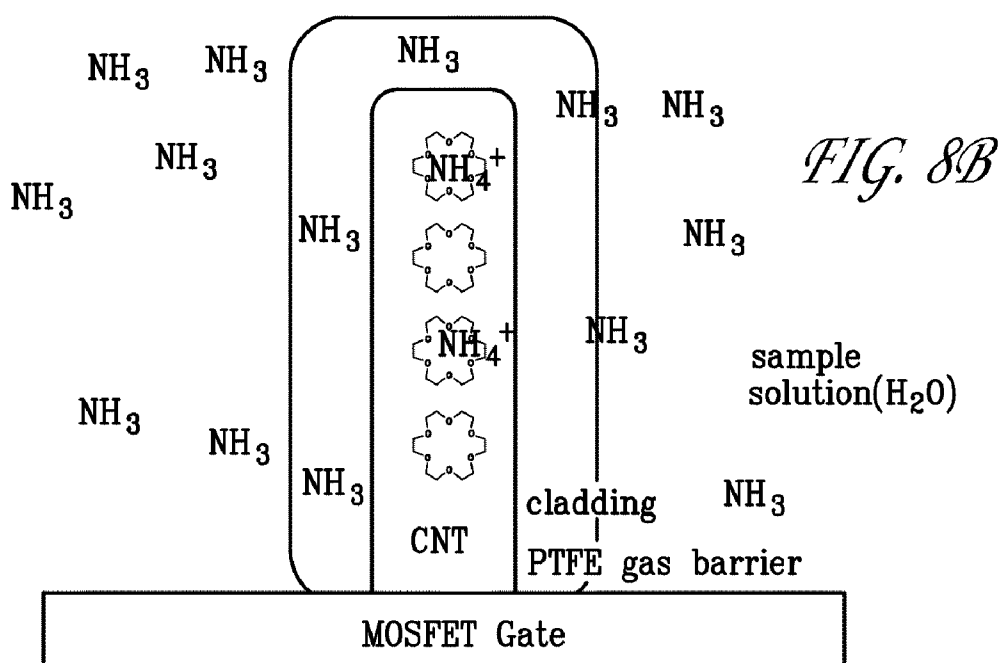 NH3
NH3
NH3
NH3
NH3
FIG. 8B
NH3
NH4+
NH3
NH3
NH3
NH4+
NH3
sample
solution(H2O)
NH3
NH3
NH3
cladding
NH3
CNT
PTFE gas barrier
MOSFET Gate